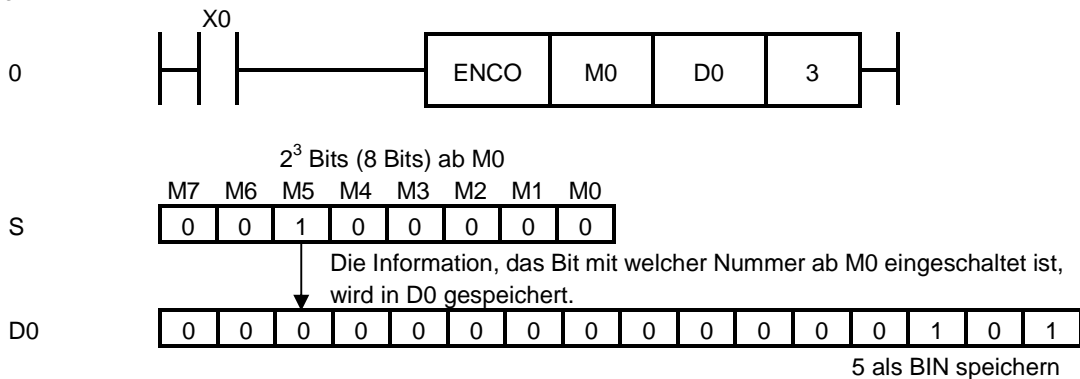 X0
0 ENCO M0 D0 3
2³ Bits (8 Bits) ab M0
M7 M6 M5 M4 M3 M2 M1 M0
S 0 0 1 0 0 0 0 0
Die Information, das Bit mit welcher Nummer ab M0 eingeschaltet ist,
wird in D0 gespeichert.
D0 0 0 0 0 0 0 0 0 0 0 0 0 0 1 0 1
5 als BIN speichern